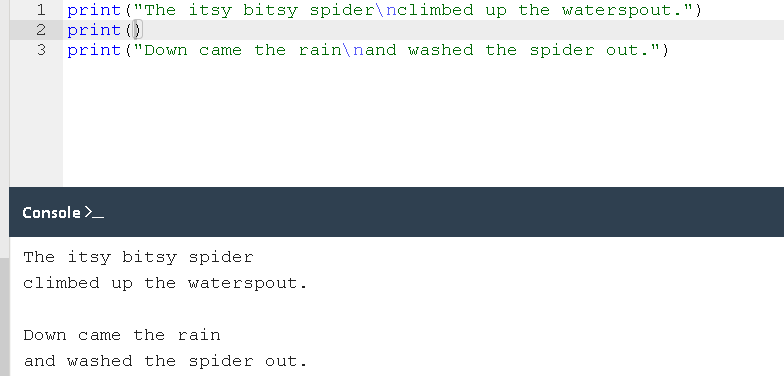 1 print("The itsy bitsy spider\nclimbed up the waterspout.")
2 print()
3 print("Down came the rain\nand washed the spider out.")
Console >_
The itsy bitsy spider
climbed up the waterspout.
Down came the rain
and washed the spider out.